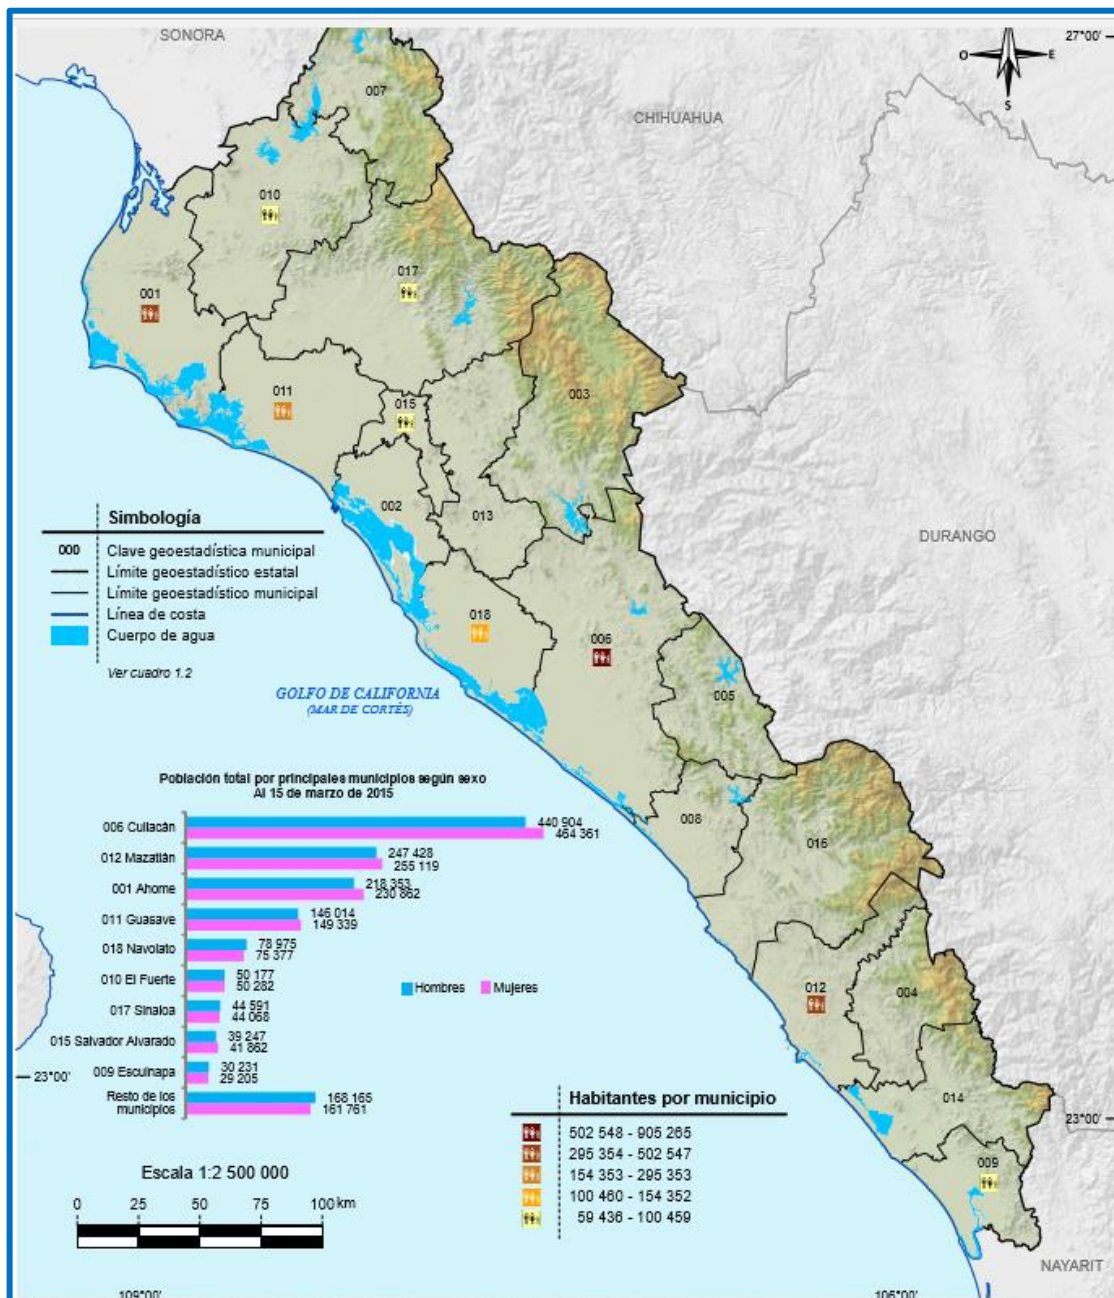 SONORA
27°00'
O
E
S
007
CHIHUAHUA
010
017
001
003
011
015
002
013
DURANGO
018
006
005
008
016
012
004
014
009
NAYARIT
Simbología
000 Clave geoestadística municipal
Límite geoestadístico estatal
Límite geoestadístico municipal
Línea de costa
Cuerpo de agua
Ver cuadro 1.2
GOLFO DE CALIFORNIA
(MAR DE CORTÉS)
Población total por principales municipios según sexo
Al 15 de marzo de 2015
006 Culiacán 440 904
464 361
012 Mazatlán 247 428
255 119
001 Ahome 218 353
230 862
011 Guasave 146 014
149 339
018 Navolato 78 975
75 377
010 El Fuerte 50 177
50 282
017 Sinaloa 44 591
44 068
015 Salvador Alvarado 39 247
41 862
009 Escuinapa 30 231
29 205
Resto de los
municipios
168 165
161 761
Hombres Mujeres
23°00'
23°00'
Habitantes por municipio
502 548 - 905 265
295 354 - 502 547
154 353 - 295 353
100 460 - 154 352
59 436 - 100 459
Escala 1:2 500 000
0 25 50 75 100 km
109°00'
106°00'